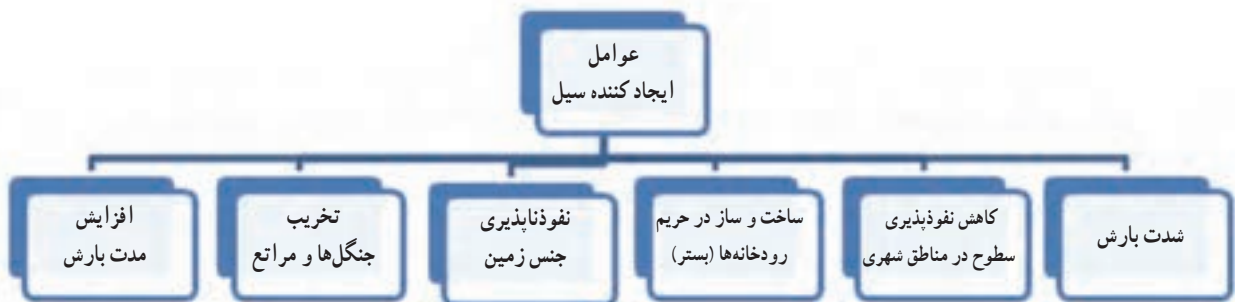 عوامل
ایجاد کننده سیل
شدت بارش
کاهش نفوذپذیری
سطوح در مناطق شهری
ساخت و ساز در حریم
رودخانه‌ها (بستر)
نفوذناپذیری
جنس زمین
تخریب
جنگل‌ها و مراتع
افزایش
مدت بارش